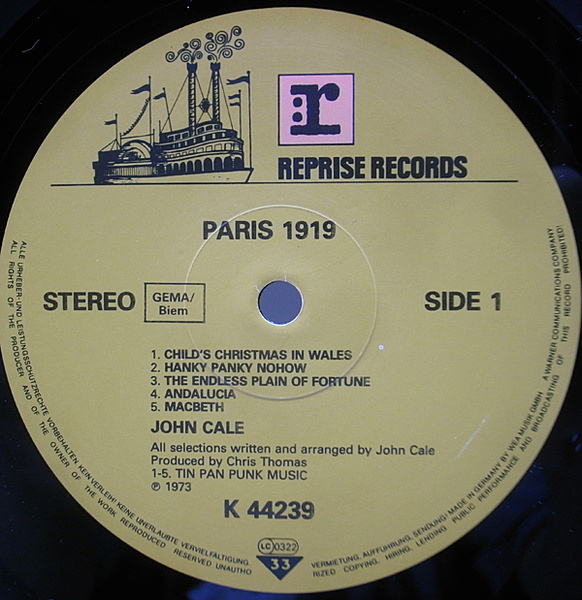 r
REPRISE RECORDS
PARIS 1919
STEREO
GEMA/
Biem
SIDE 1
1. CHILD'S CHRISTMAS IN WALES
2. HANKY PANKY NOHOW
3. THE ENDLESS PLAIN OF FORTUNE
4. ANDALUCIA
5. MACBETH
JOHN CALE
All selections written and arranged by John Cale
Produced by Chris Thomas
1-5. TIN PAN PUNK MUSIC
℗ 1973
K 44239
LC 0322
33
ALLE URHEBER- UND LEISTUNGSSCHUTZRECHTE VORBEHALTEN. KEIN VERLEIH! KEINE UNERLAUBTE VERVIELFÄLTIGUNG, VERMIETUNG, AUFFÜHRUNG, SENDUNG! MADE IN GERMANY BY WEA MUSIK GMBH. A WARNER COMMUNICATIONS COMPANY
ALL RIGHTS OF THE PRODUCER AND OF THE OWNER OF THE WORK REPRODUCED RESERVED UNAUTHORIZED COPYING, HIRING, LENDING PUBLIC PERFORMANCE AND BROADCASTING OF THIS RECORD PROHIBITED!